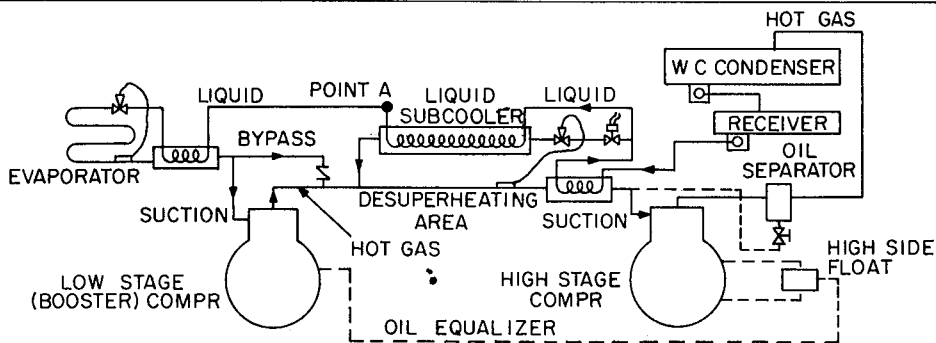 HOT GAS
W C CONDENSER
RECEIVER
OIL
SEPARATOR
LIQUID
POINT A
LIQUID
SUBCOOLER
LIQUID
BYPASS
EVAPORATOR
SUCTION
DESUPERHEATING
AREA
SUCTION
HOT GAS
LOW STAGE
(BOOSTER) COMPR
HIGH STAGE
COMPR
HIGH SIDE
FLOAT
OIL EQUALIZER